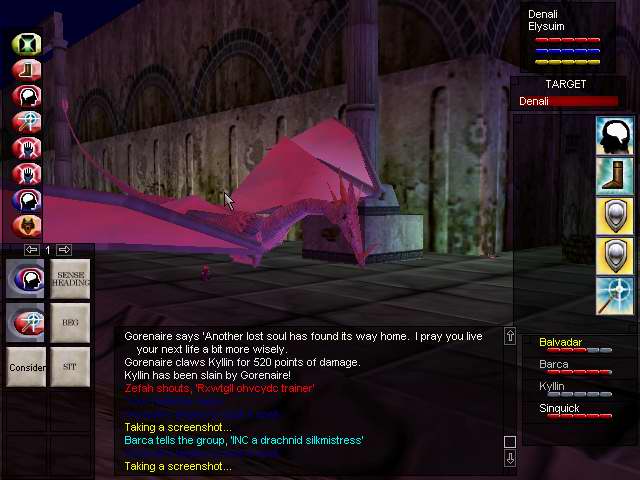 Denali
Elysuim
TARGET
Denali
1
SENSE
HEADING
BEG
Consider
SIT
Gorenaire says 'Another lost soul has found its way home. I pray you live
your next life a bit more wisely.
Gorenaire claws Kyllin for 520 points of damage.
Kyllin has been slain by Gorenaire!
Zefah shouts, 'Rxwtgll ohvcydc trainer'
Taking a screenshot...
Barca tells the group, 'INC a drachnid silkmistress'
Taking a screenshot...
Balvadar
Barca
Kyllin
Sinquick